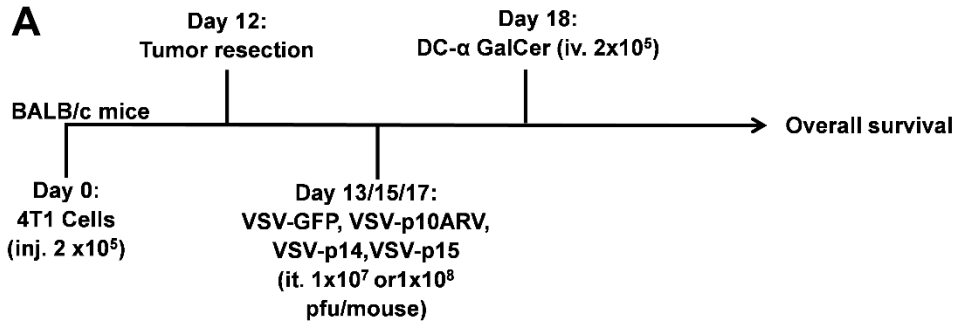 A
Day 12:
Tumor resection
Day 18:
DC-α GalCer (iv. 2x10⁵)
BALB/c mice
Overall survival
Day 0:
4T1 Cells
(inj. 2 x10⁵)
Day 13/15/17:
VSV-GFP, VSV-p10ARV,
VSV-p14,VSV-p15
(it. 1x10⁷ or1x10⁸
pfu/mouse)